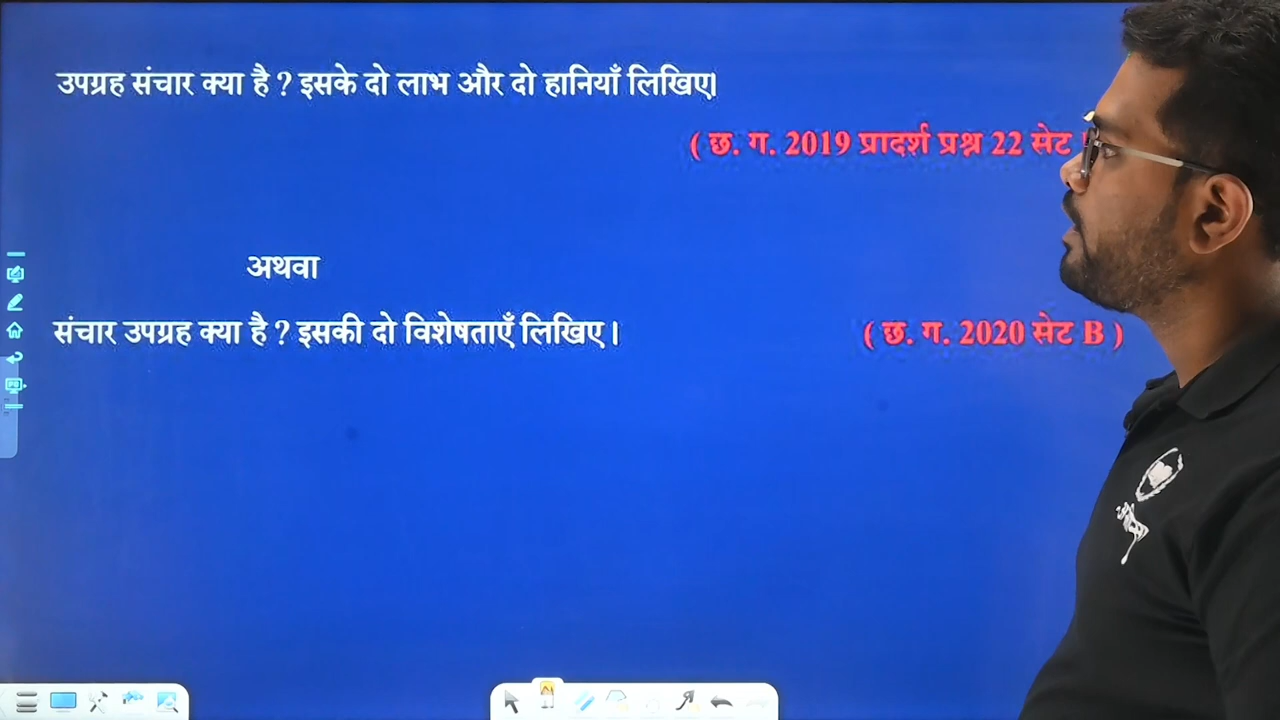 उपग्रह संचार क्या है ? इसके दो लाभ और दो हानियाँ लिखिए।
( छ. ग. 2019 प्रादर्श प्रश्न 22 सेट
अथवा
संचार उपग्रह क्या है ? इसकी दो विशेषताएँ लिखिए।
( छ. ग. 2020 सेट B )